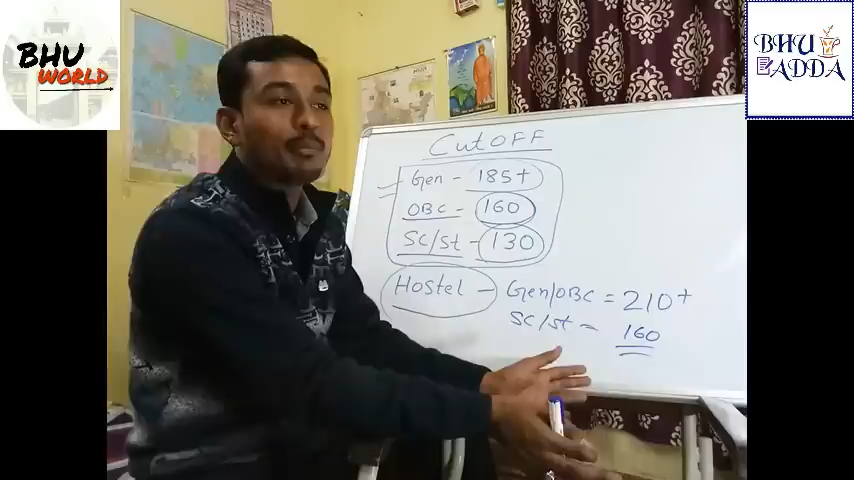 BHU
WORLD
BHU
ADDA
CutOFF
Gen - 185+
OBC - 160
SC/St - 130
Hostel - Gen/OBC = 210+
SC/St = 160